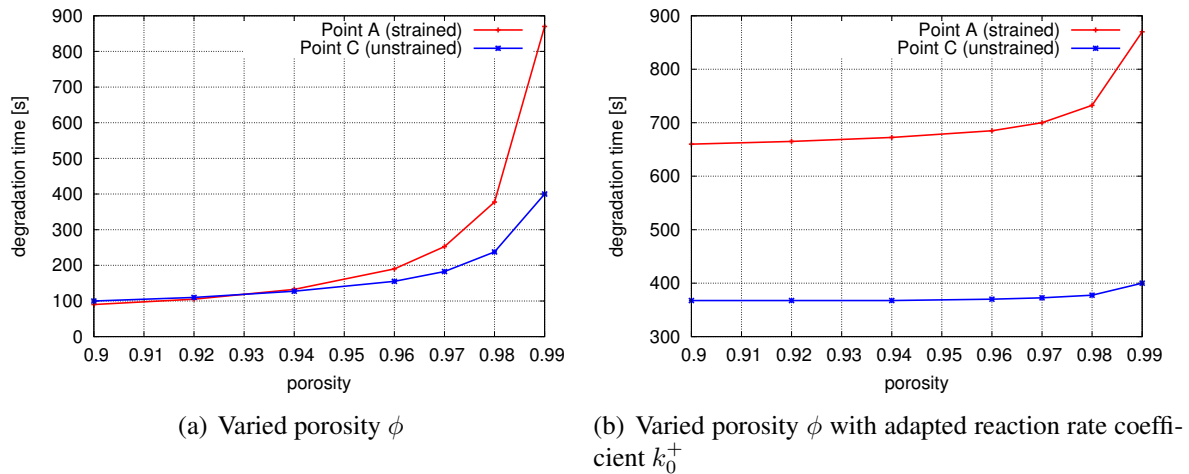 900
800
700
600
500
400
300
200
100
0
degradation time [s]
Point A (strained)
Point C (unstrained)
0.9 0.91 0.92 0.93 0.94 0.95 0.96 0.97 0.98 0.99
porosity
(a) Varied porosity ϕ
900
800
700
600
500
400
300
degradation time [s]
Point A (strained)
Point C (unstrained)
0.9 0.91 0.92 0.93 0.94 0.95 0.96 0.97 0.98 0.99
porosity
(b) Varied porosity ϕ with adapted reaction rate coeffi-
cient k₀⁺